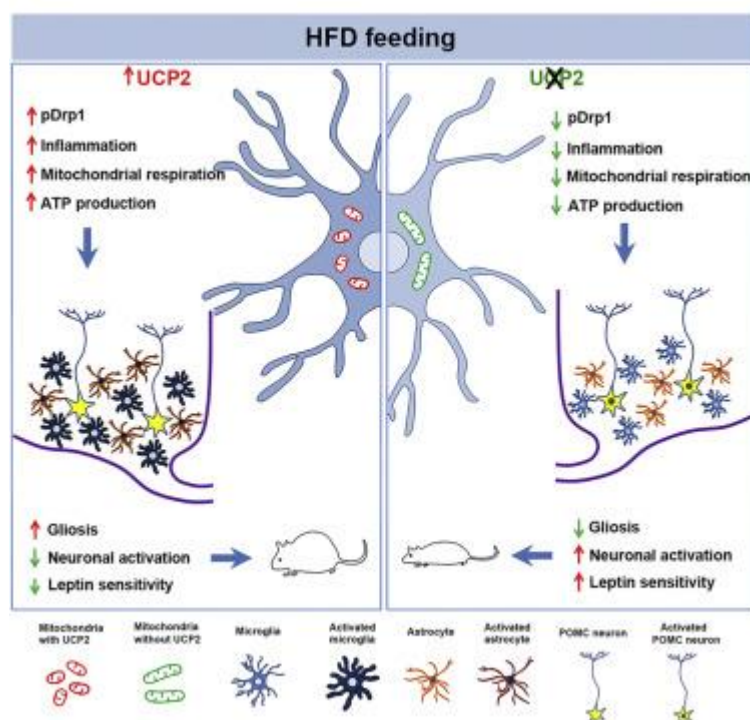 HFD feeding
↑UCP2
↑ pDrp1
↑ Inflammation
↑ Mitochondrial respiration
↑ ATP production
↑ Gliosis
↓ Neuronal activation
↓ Leptin sensitivity
UCP2
↓ pDrp1
↓ Inflammation
↓ Mitochondrial respiration
↓ ATP production
↓ Gliosis
↑ Neuronal activation
↑ Leptin sensitivity
Mitochondria
with UCP2
Mitochondria
without UCP2
Microglia
Activated
microglia
Astrocyte
Activated
astrocyte
POMC neuron
Activated
POMC neuron